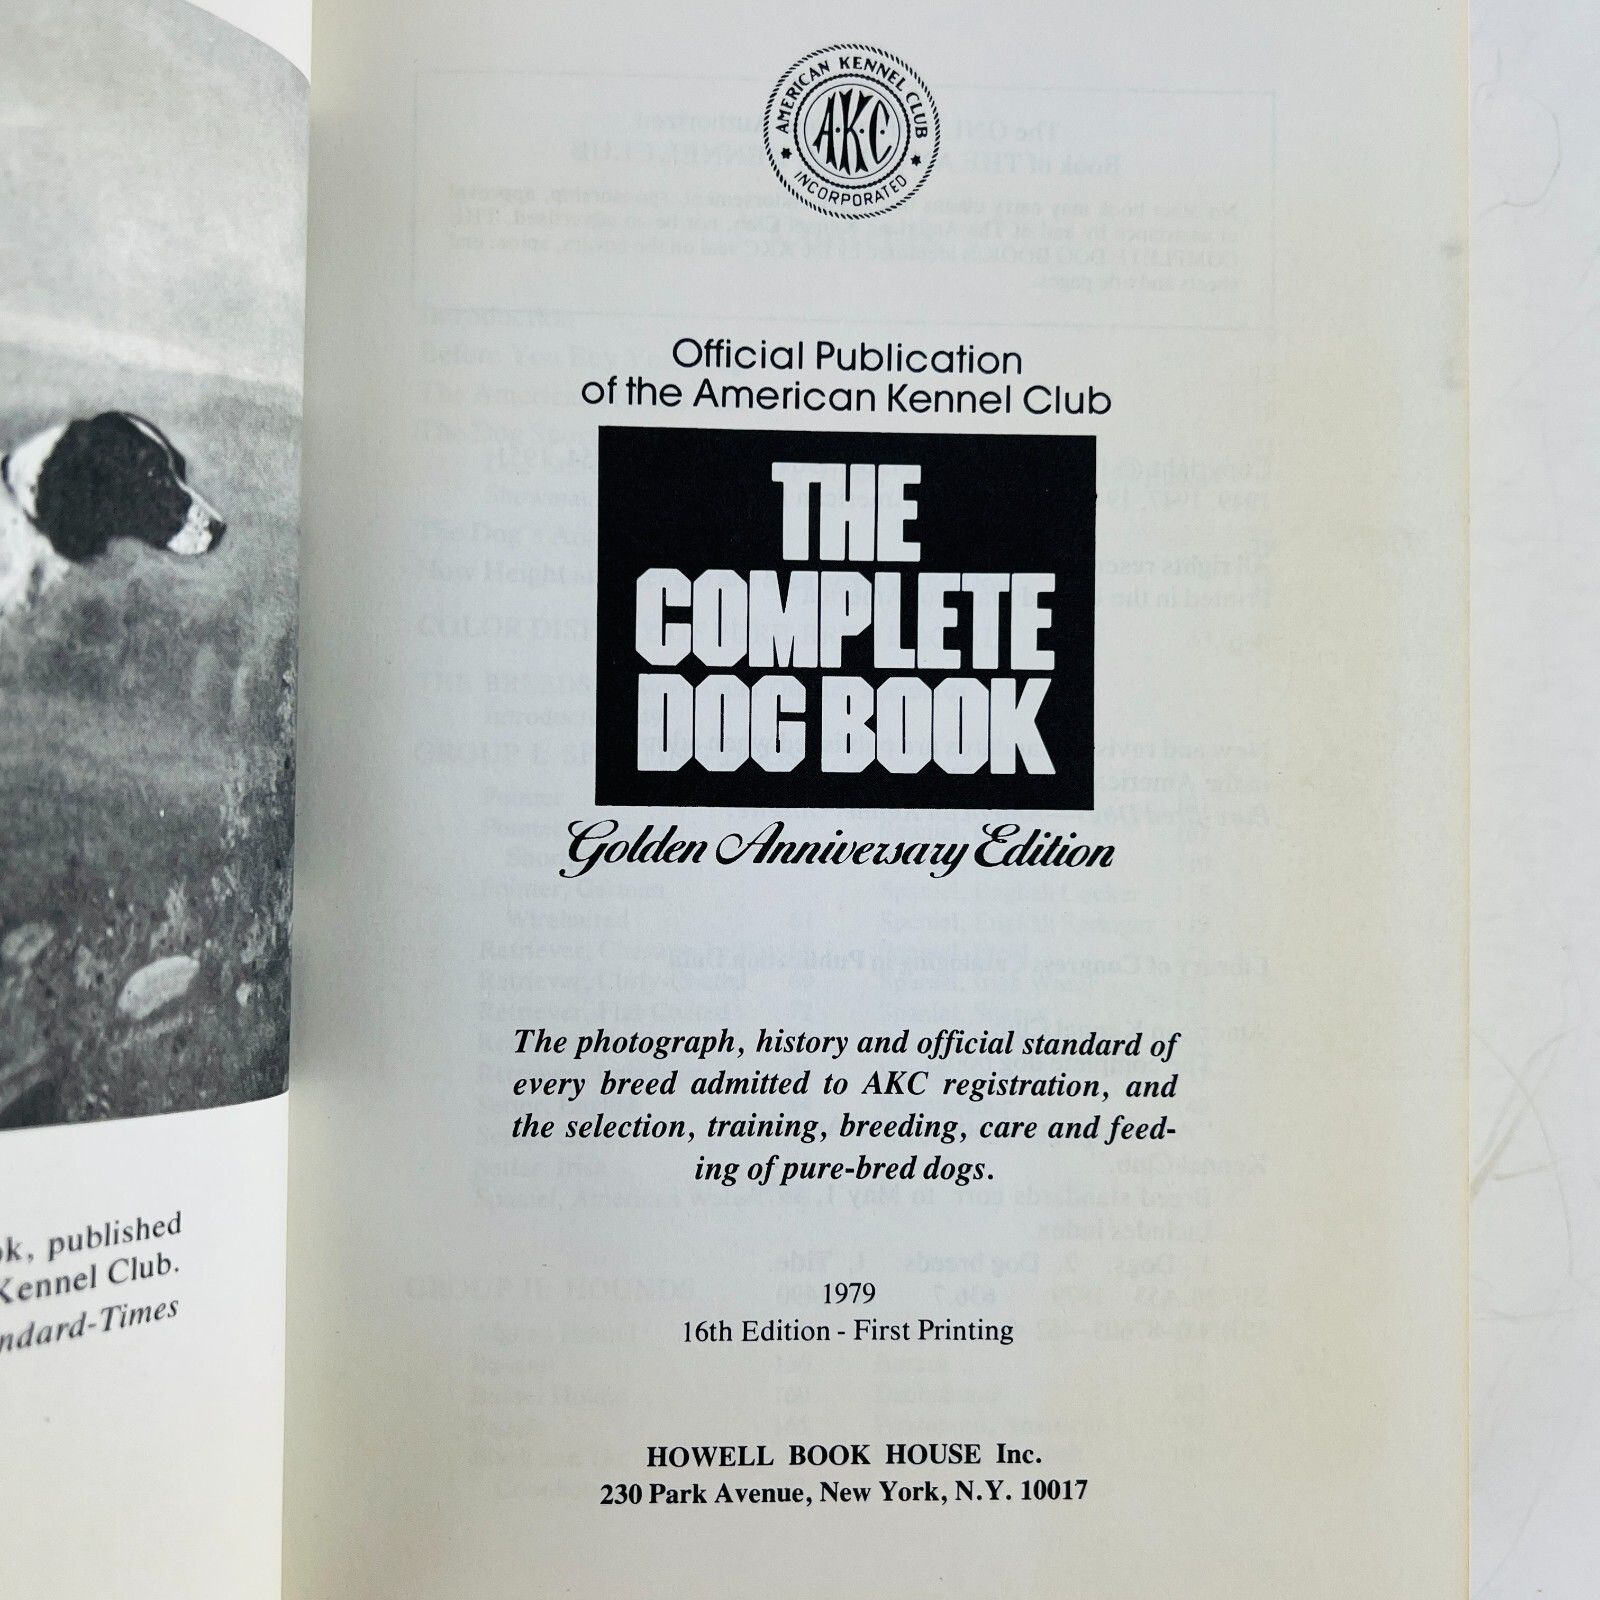 ok, published
Kennel Club.
ndard-Times
AMERICAN KENNEL CLUB
A·K·C
INCORPORATED
Official Publication
of the American Kennel Club
THE
COMPLETE
DOG BOOK
Golden Anniversary Edition
The photograph, history and official standard of
every breed admitted to AKC registration, and
the selection, training, breeding, care and feed-
ing of pure-bred dogs.
1979
16th Edition - First Printing
HOWELL BOOK HOUSE Inc.
230 Park Avenue, New York, N.Y. 10017